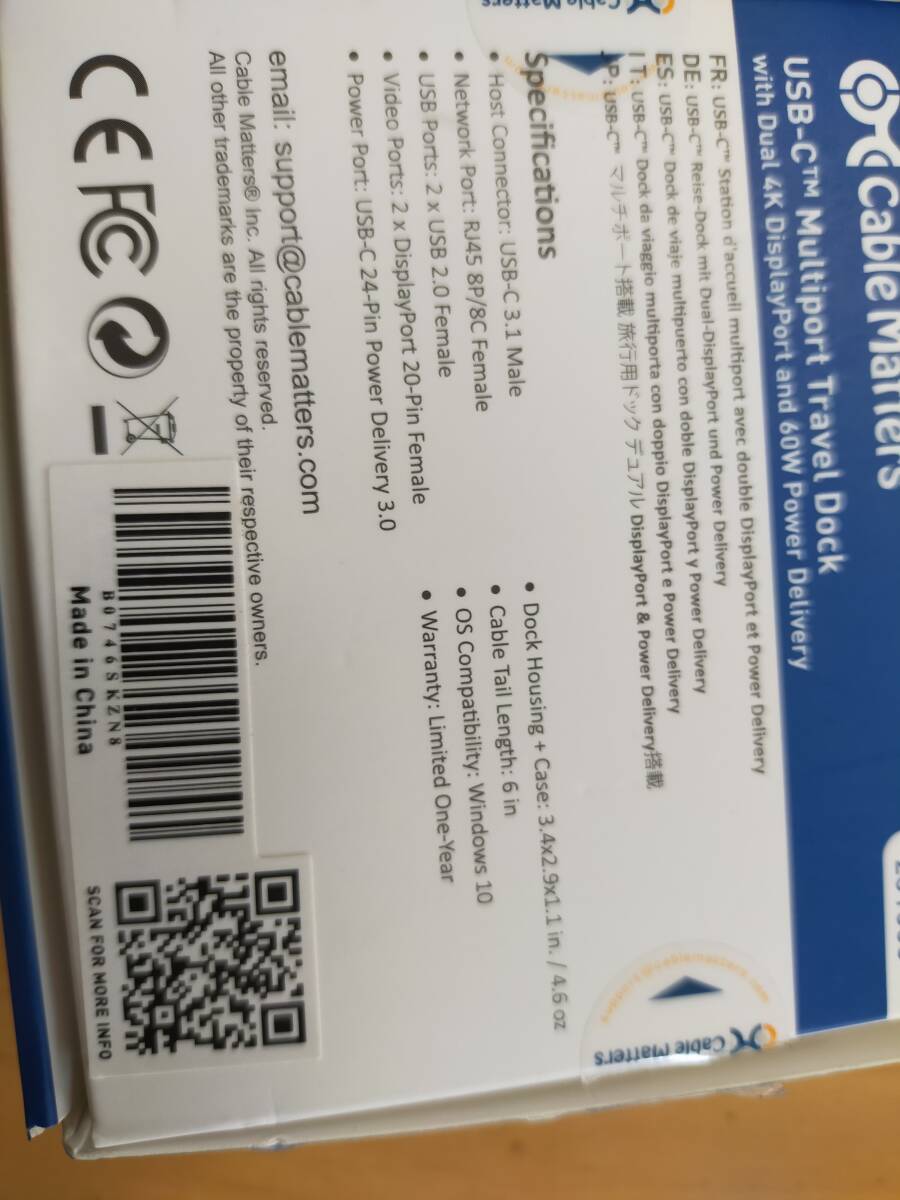 Cable Matters
USB-C™ Multiport Travel Dock
with Dual 4K DisplayPort and 60W Power Delivery
FR: USB-C™ Station d'accueil multiport avec double DisplayPort et Power Delivery
DE: USB-C™ Reise-Dock mit Dual-DisplayPort und Power Delivery
ES: USB-C™ Dock de viaje multipuerto con doble DisplayPort y Power Delivery
IT: USB-C™ Dock de viaggio multiporta con doppio DisplayPort e Power Delivery
JP: USB-C™ マルチポート搭載 旅行用ドック デュアル DisplayPort & Power Delivery搭載
Specifications
• Host Connector: USB-C 3.1 Male
• Network Port: RJ45 8P/8C Female
• USB Ports: 2 x USB 2.0 Female
• Video Ports: 2 x DisplayPort 20-Pin Female
• Power Port: USB-C 24-Pin Power Delivery 3.0
• Dock Housing + Case: 3.4x2.9x1.1 in. / 4.6 oz
• Cable Tail Length: 6 in
• OS Compatibility: Windows 10
• Warranty: Limited One-Year
email: support@cablematters.com
Cable Matters® Inc. All rights reserved.
All other trademarks are the property of their respective owners.
CE FC
B0746SKZN8
Made in China
SCAN FOR MORE INFO
Cable Matters
support@cablematters.com
Cable Matters